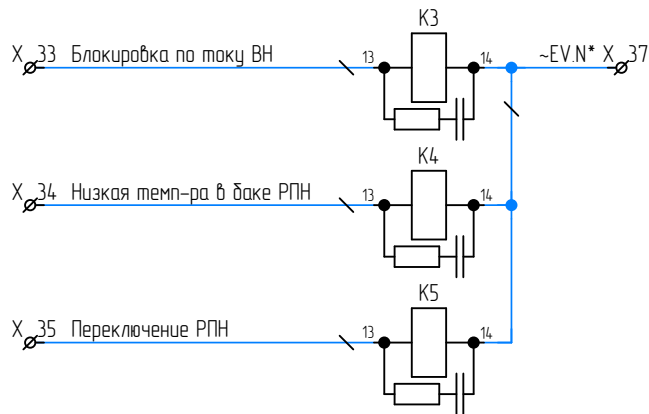 K3
X 33 Блокировка по току ВН 13 14 ~EV.N* X 37
K4
X 34 Низкая темп-ра в баке РПН 13 14
K5
X 35 Переключение РПН 13 14